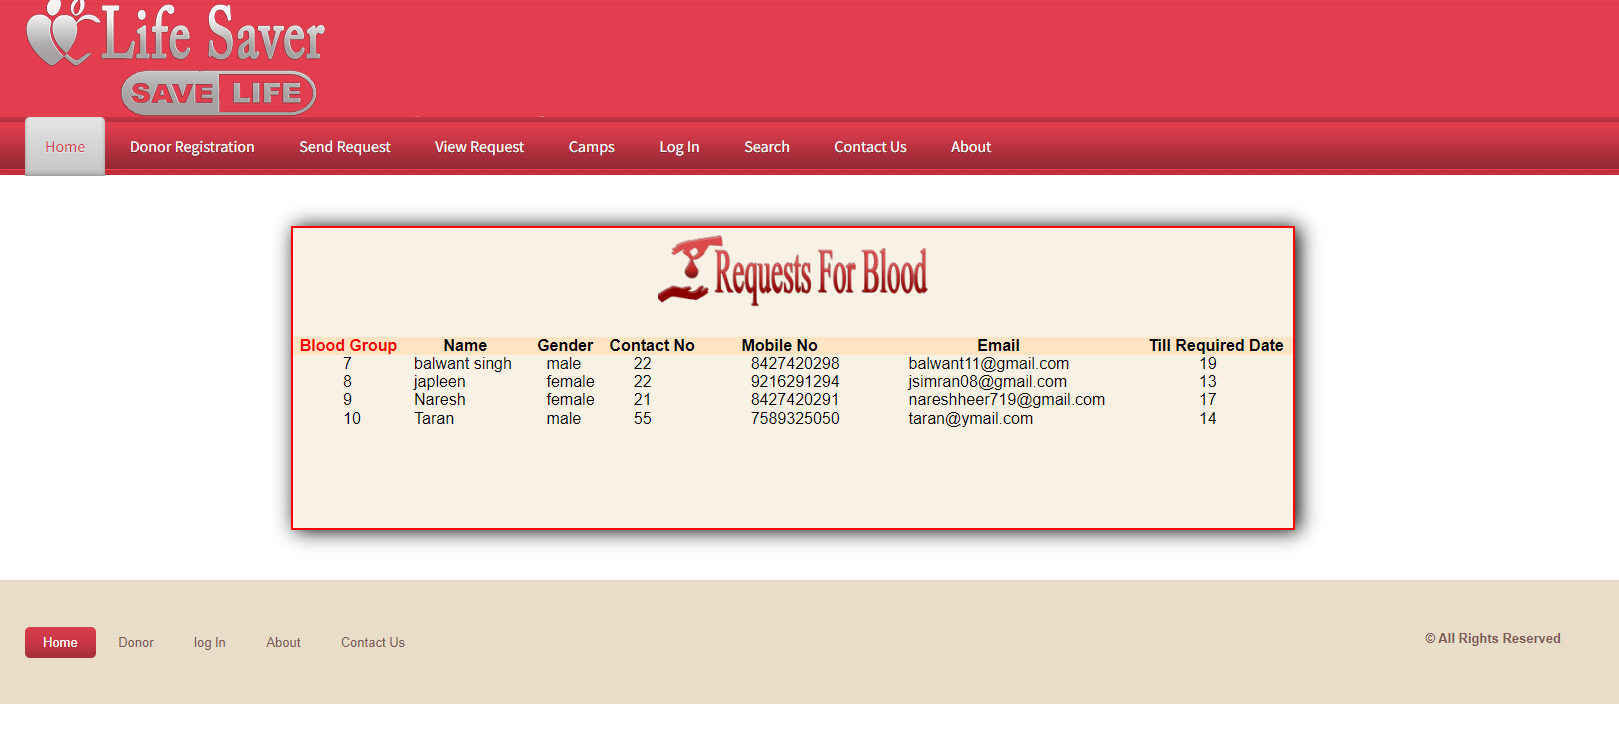 Life Saver
SAVE LIFE
Home Donor Registration Send Request View Request Camps Log In Search Contact Us About
Requests For Blood
Blood Group Name Gender Contact No Mobile No Email Till Required Date
7 balwant singh male 22 8427420298 balwant11@gmail.com 19
8 japleen female 22 9216291294 jsimran08@gmail.com 13
9 Naresh female 21 8427420291 nareshheer719@gmail.com 17
10 Taran male 55 7589325050 taran@ymail.com 14
Home Donor log In About Contact Us © All Rights Reserved